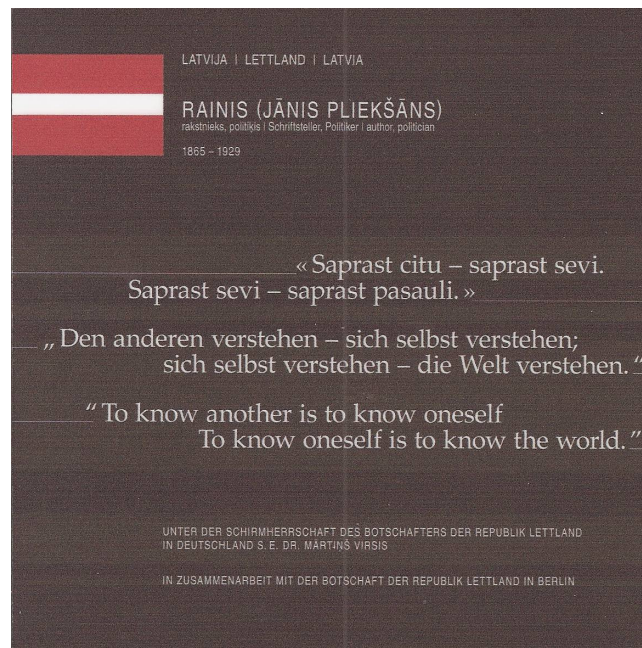 LATVIJA | LETTLAND | LATVIA
RAINIS (JĀNIS PLIEKŠĀNS)
rakstnieks, politiķis | Schriftsteller, Politiker | author, politician
1865 – 1929
« Saprast citu – saprast sevi.
Saprast sevi – saprast pasauli. »
„ Den anderen verstehen – sich selbst verstehen;
sich selbst verstehen – die Welt verstehen. “
“ To know another is to know oneself
To know oneself is to know the world. ”
UNTER DER SCHIRMHERRSCHAFT DES BOTSCHAFTERS DER REPUBLIK LETTLAND
IN DEUTSCHLAND S. E. DR. MĀRTIŅŠ VIRSIS
IN ZUSAMMENARBEIT MIT DER BOTSCHAFT DER REPUBLIK LETTLAND IN BERLIN